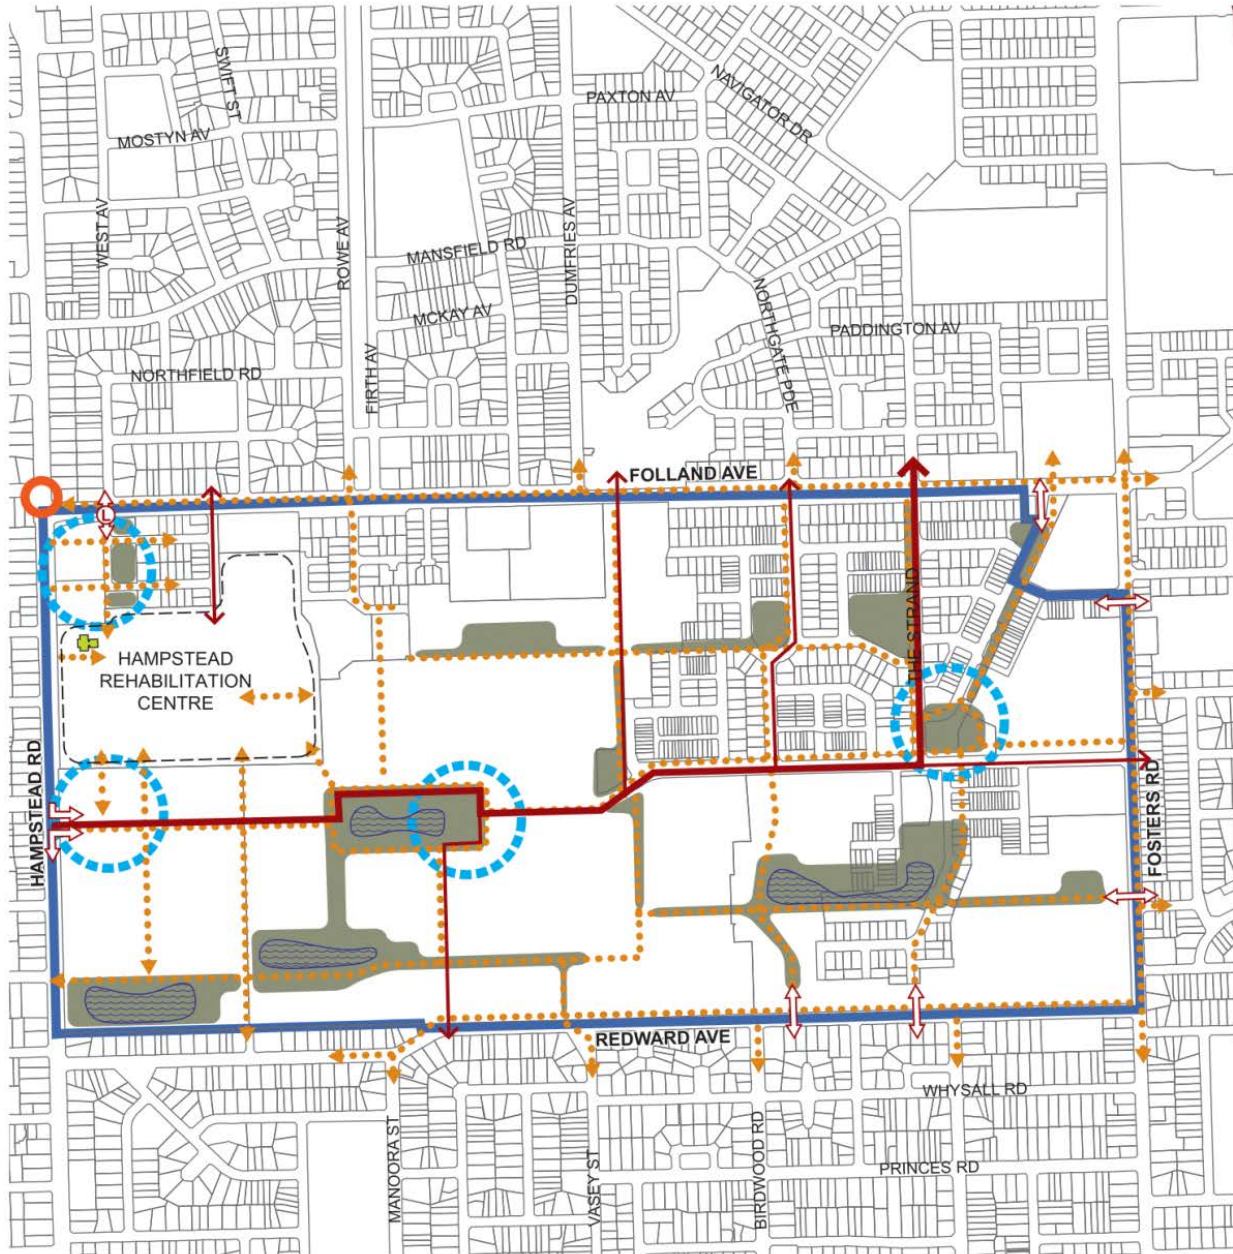 SWIFT ST
NAVIGATOR DR
PAXTON AV
MOSTYN AV
WEST AV
ROWE AV
MANSFIELD RD
DUMFRIES AV
MCKAY AV
NORTHGATE PDE
PADDINGTON AV
NORTHFIELD RD
FIRTH AV
FOLLAND AVE
L
THE STRAND
HAMPSTEAD
REHABILITATION
CENTRE
HAMPSTEAD RD
FOSTERS RD
REDWARD AVE
WHYSALL RD
MANOORA ST
VASEY ST
BIRDWOOD RD
PRINCES RD